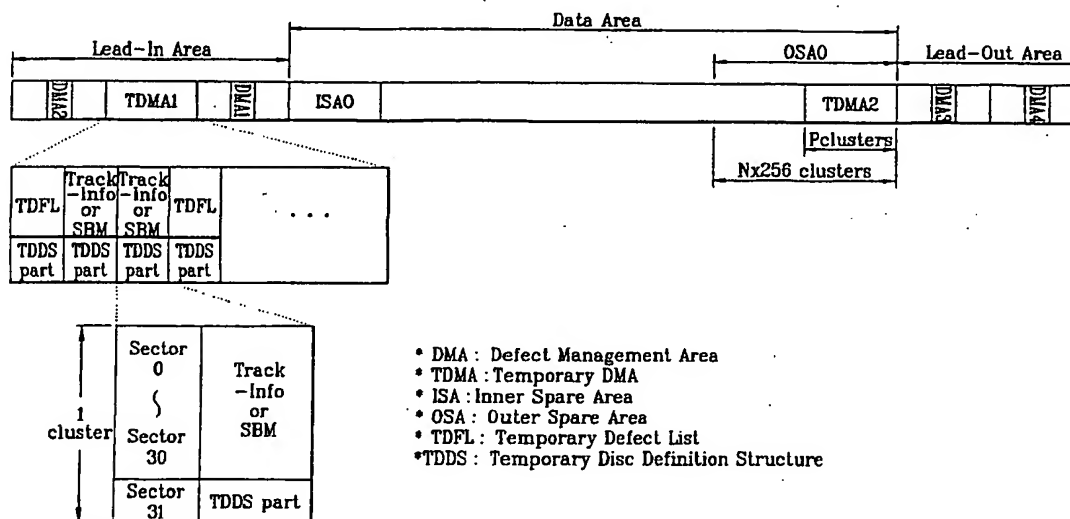 Data Area
Lead-In Area
OSA0
Lead-Out Area
DMA2
TDMA1
DMA1
ISA0
TDMA2
DMA3
DMA4
Pclusters
Nx256 clusters
TDFL
Track
-Info
or
SBM
Track
-Info
or
SBM
TDFL
. . .
TDDS
part
TDDS
part
TDDS
part
TDDS
part
1
cluster
Sector
0
∫
Sector
30
Track
-Info
or
SBM
Sector
31
TDDS part
* DMA : Defect Management Area
* TDMA : Temporary DMA
* ISA : Inner Spare Area
* OSA : Outer Spare Area
* TDFL : Temporary Defect List
*TDDS : Temporary Disc Definition Structure